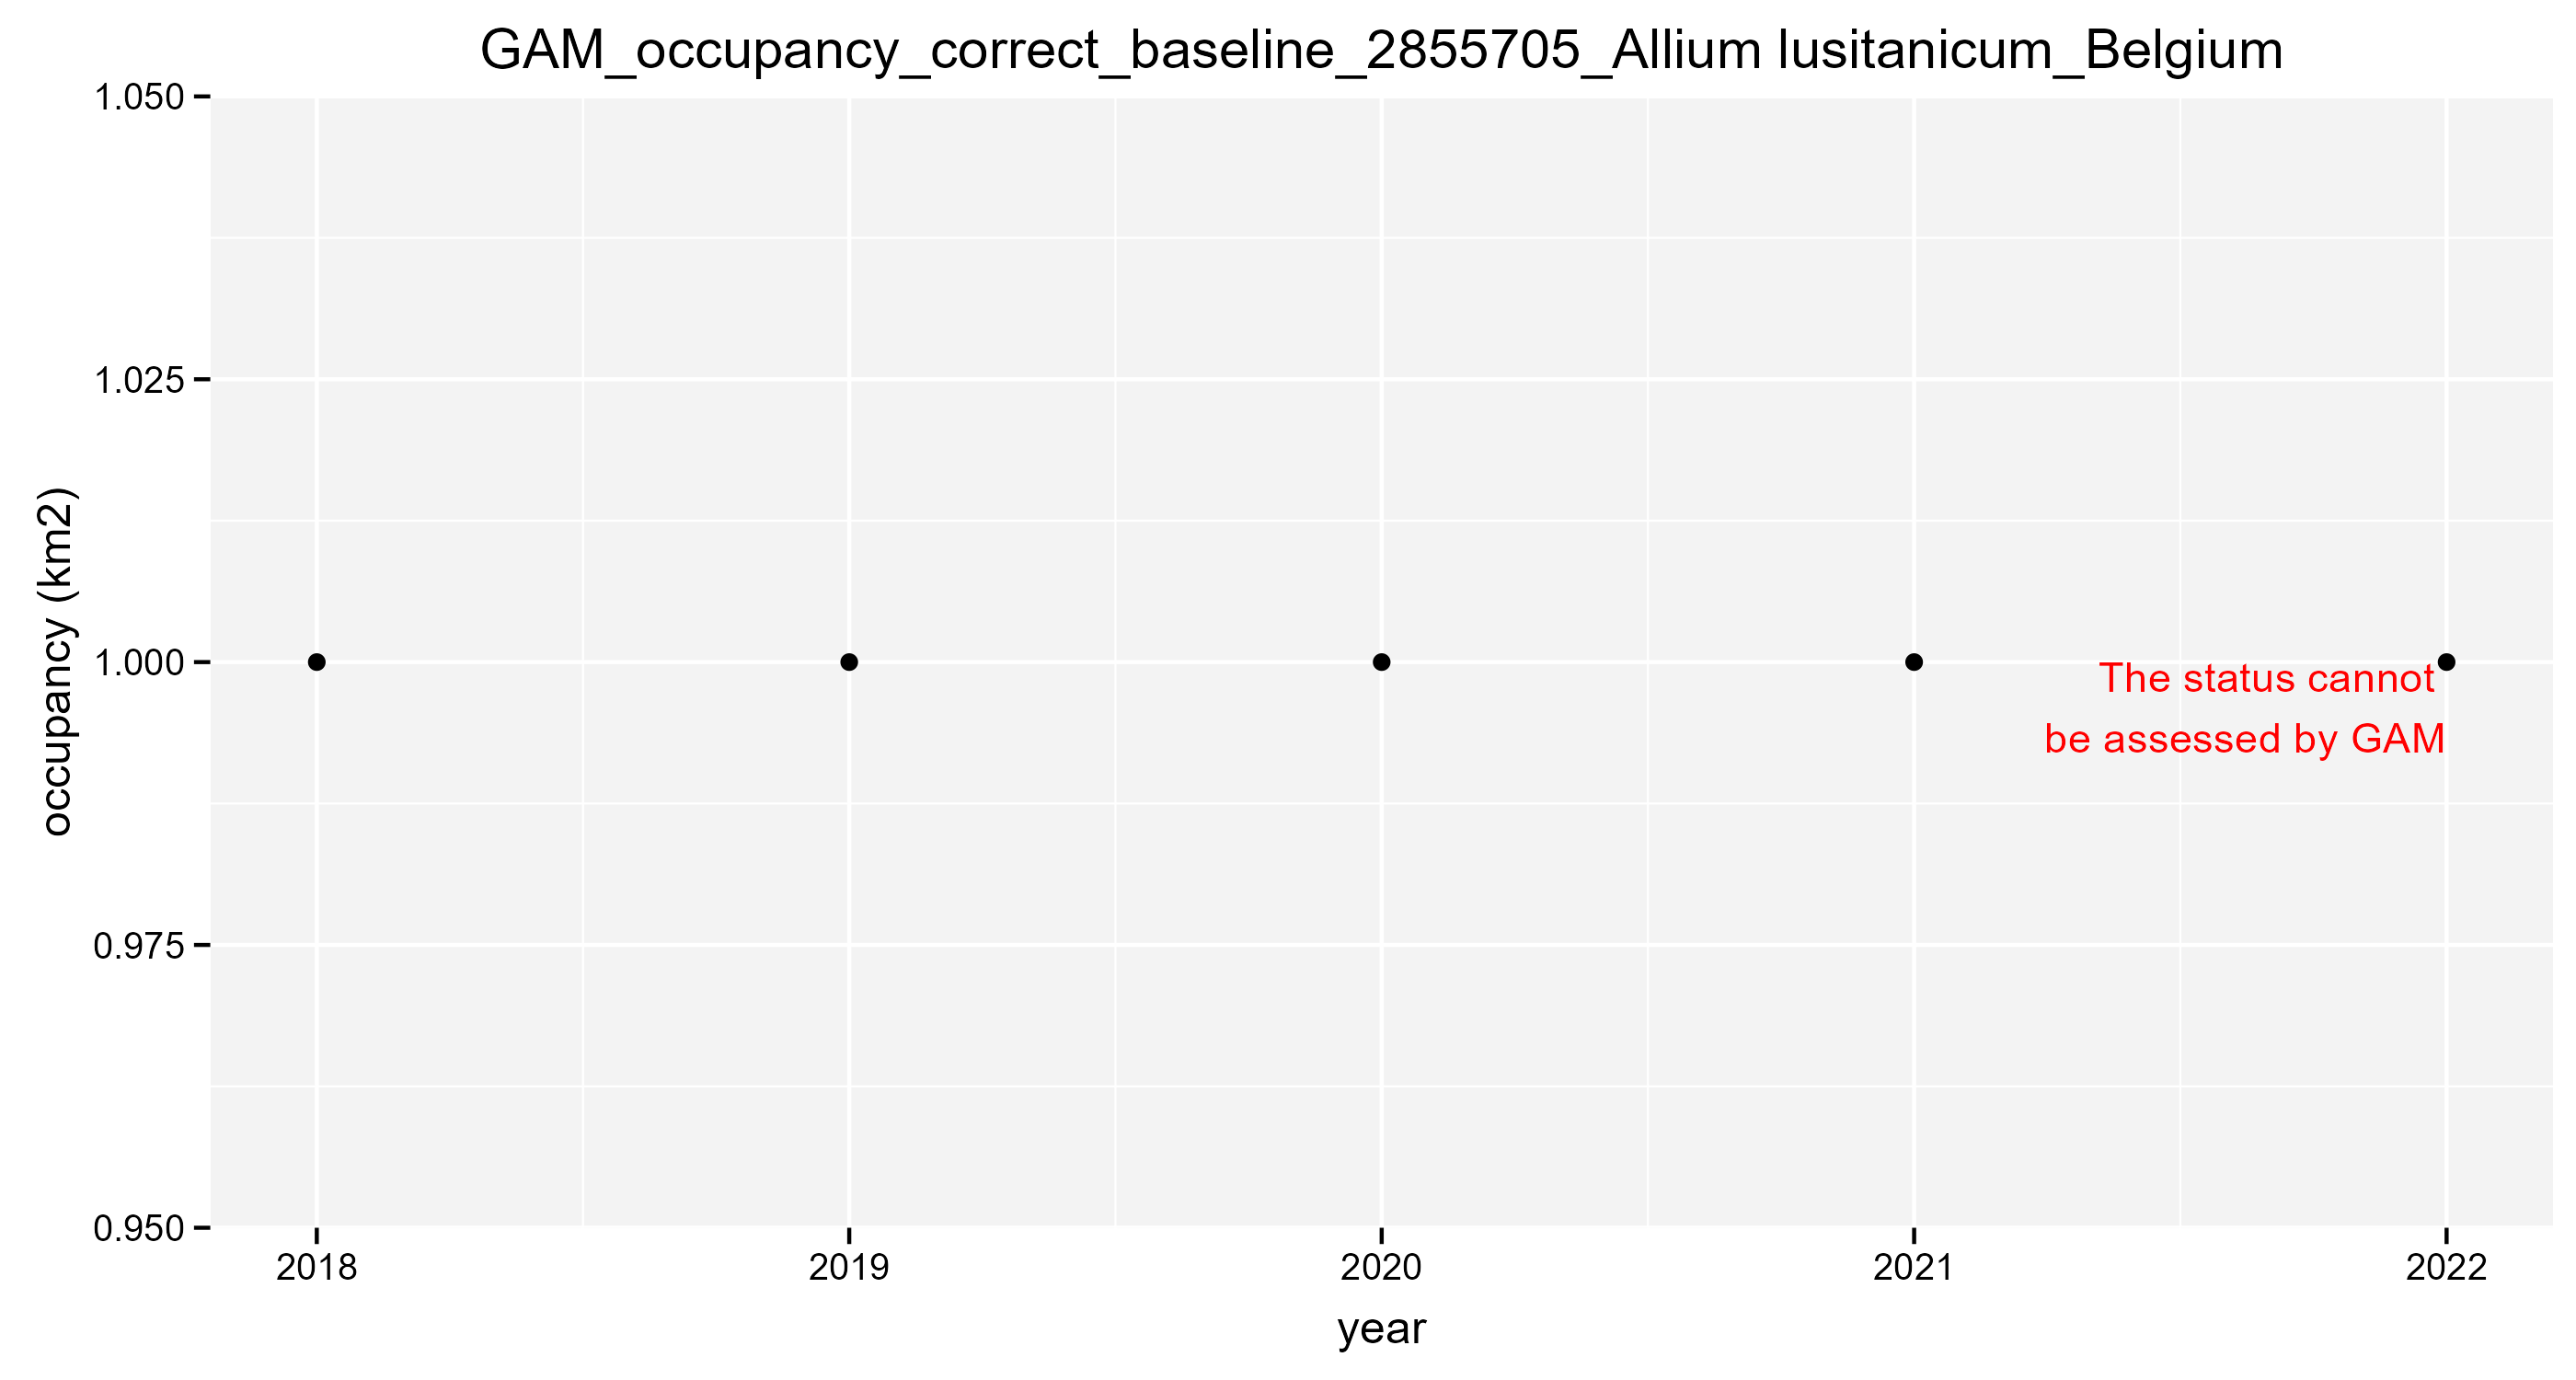 GAM_occupancy_correct_baseline_2855705_Allium lusitanicum_Belgium
occupancy (km2)
1.050
1.025
1.000
0.975
0.950
The status cannot
be assessed by GAM
2018 2019 2020 2021 2022
year